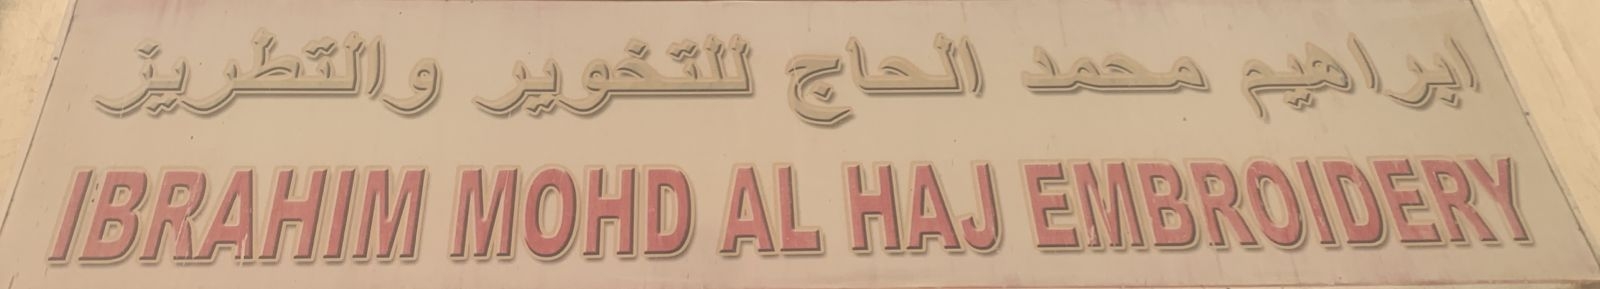 ابراهيم محمد الحاج للتخوير والتطريز
IBRAHIM MOHD AL HAJ EMBROIDERY